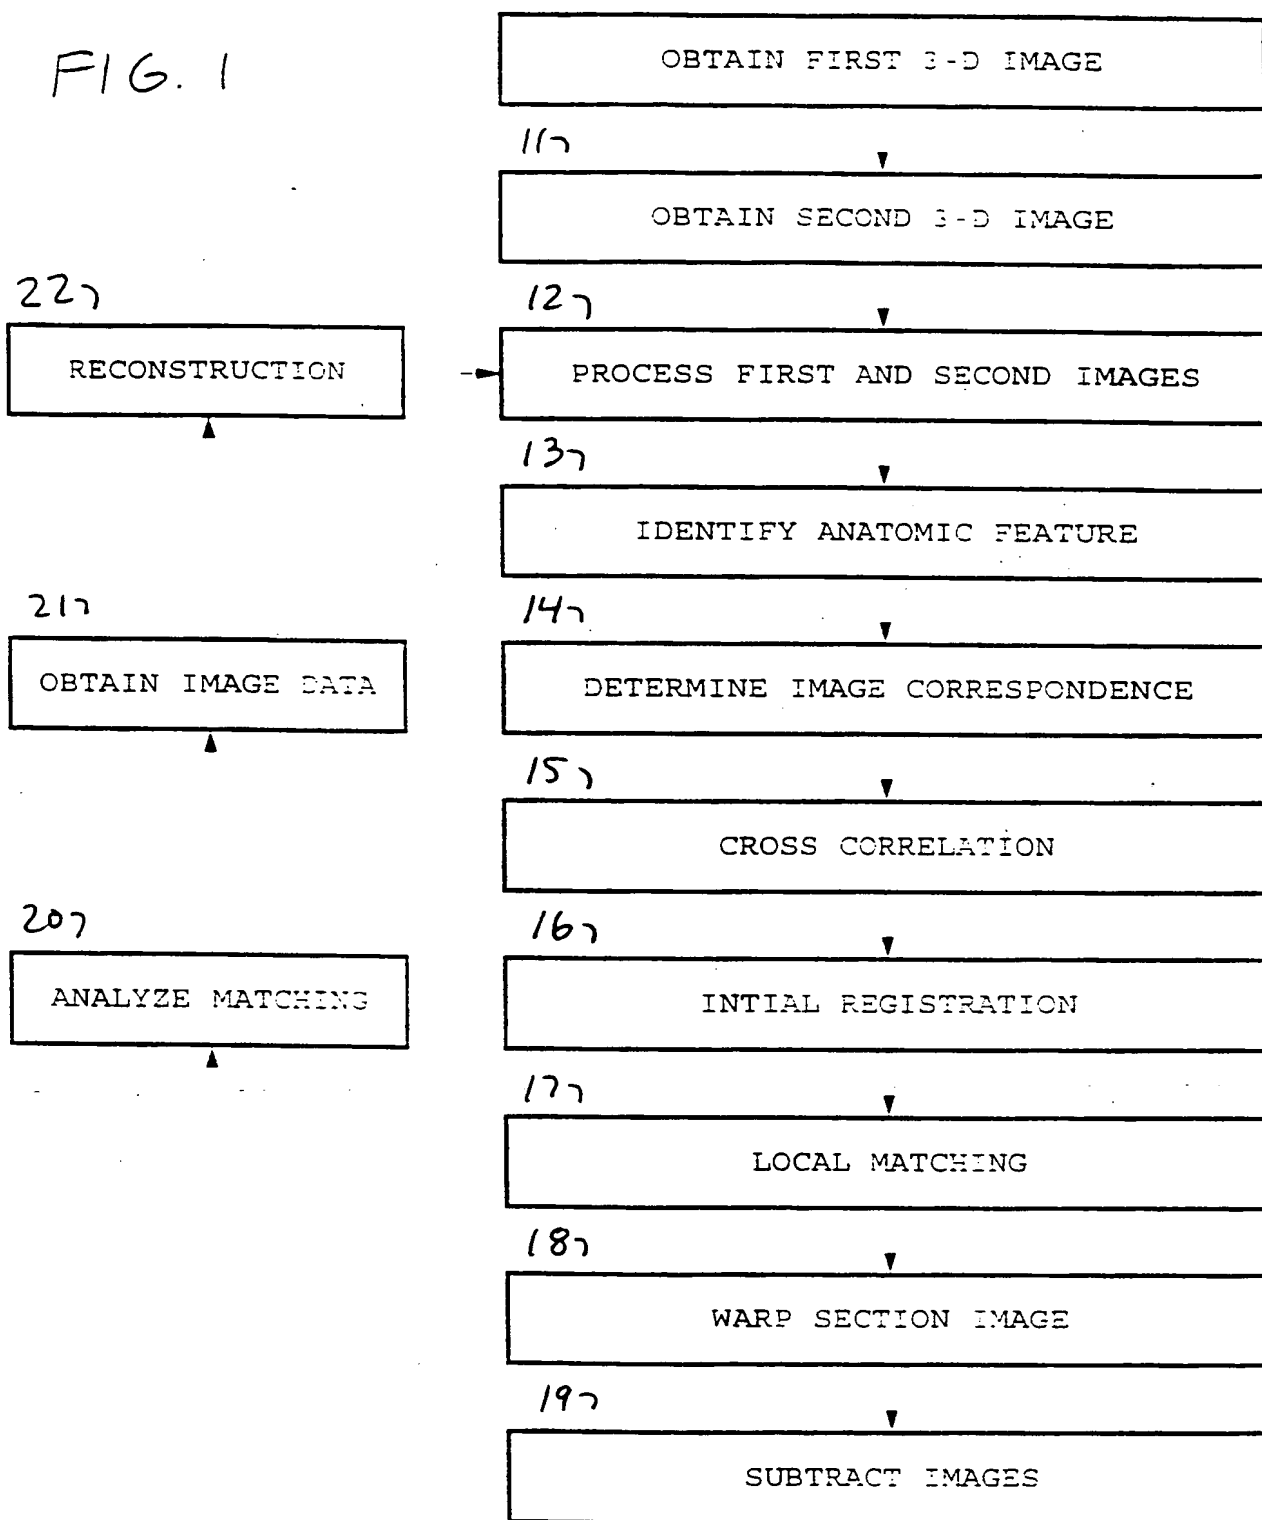 FIG. 1
OBTAIN FIRST 3-D IMAGE
11
OBTAIN SECOND 3-D IMAGE
22
RECONSTRUCTION
12
PROCESS FIRST AND SECOND IMAGES
13
IDENTIFY ANATOMIC FEATURE
21
OBTAIN IMAGE DATA
14
DETERMINE IMAGE CORRESPONDENCE
15
CROSS CORRELATION
20
ANALYZE MATCHING
16
INTIAL REGISTRATION
17
LOCAL MATCHING
18
WARP SECTION IMAGE
19
SUBTRACT IMAGES